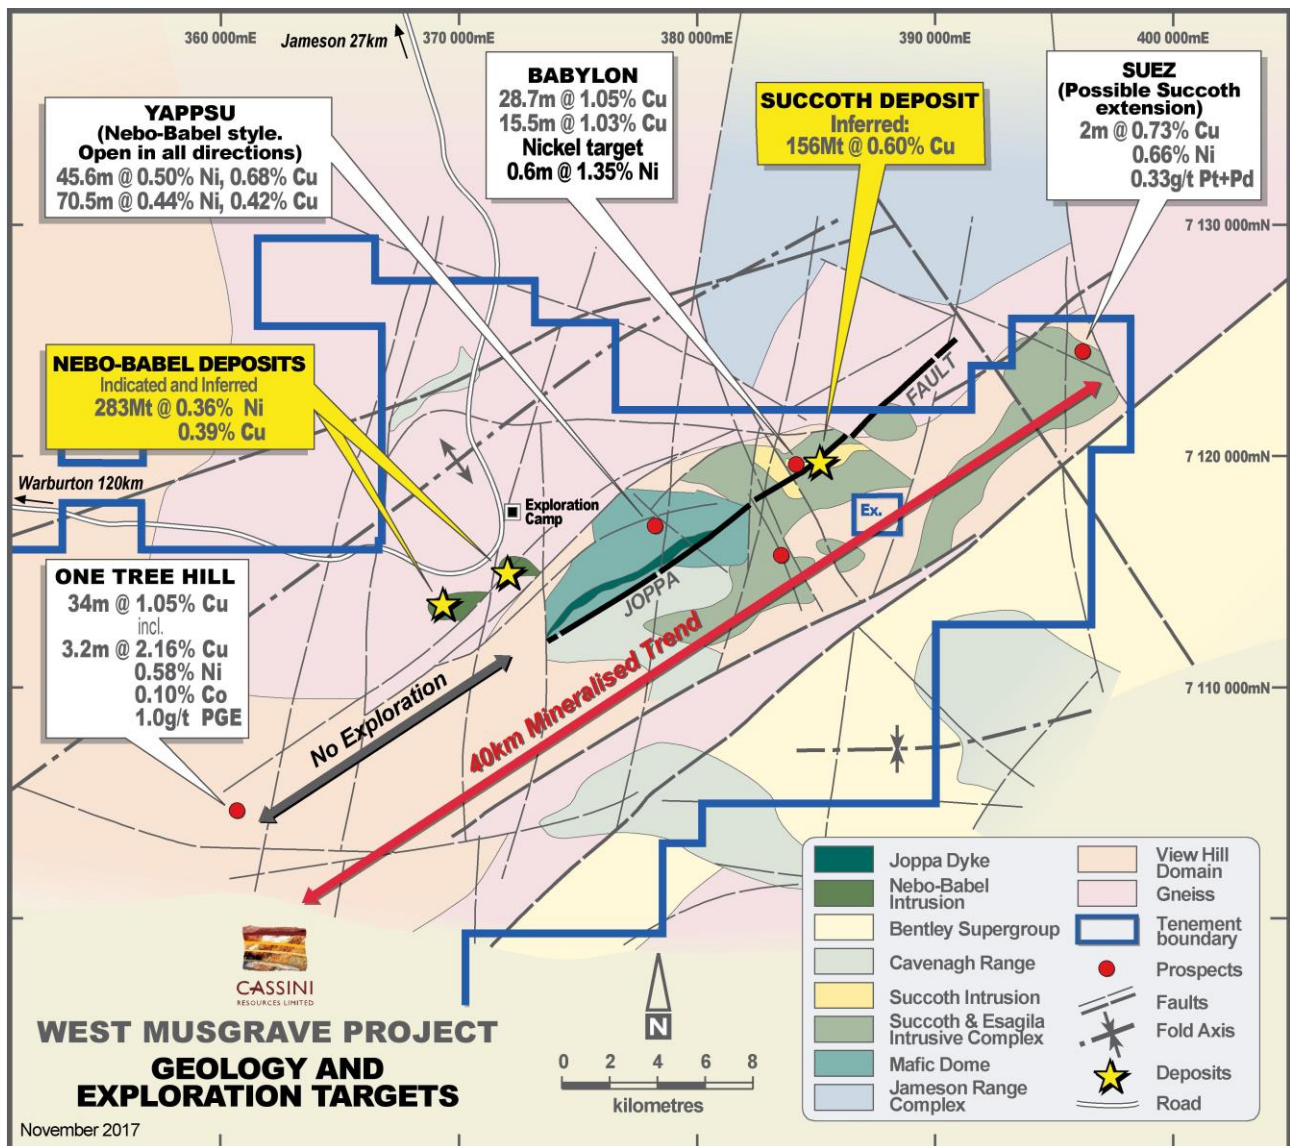 360 000mE
370 000mE
380 000mE
390 000mE
400 000mE
Jameson 27km
YAPPSU
(Nebo-Babel style.
Open in all directions)
45.6m @ 0.50% Ni, 0.68% Cu
70.5m @ 0.44% Ni, 0.42% Cu
BABYLON
28.7m @ 1.05% Cu
15.5m @ 1.03% Cu
Nickel target
0.6m @ 1.35% Ni
SUCCOTH DEPOSIT
Inferred:
156Mt @ 0.60% Cu
SUEZ
(Possible Succoth
extension)
2m @ 0.73% Cu
0.66% Ni
0.33g/t Pt+Pd
7 130 000mN
NEBO-BABEL DEPOSITS
Indicated and Inferred
283Mt @ 0.36% Ni
0.39% Cu
FAULT
7 120 000mN
Warburton 120km
Exploration
Camp
Ex.
ONE TREE HILL
34m @ 1.05% Cu
incl.
3.2m @ 2.16% Cu
0.58% Ni
0.10% Co
1.0g/t PGE
JOPPA
No Exploration
40km Mineralised Trend
7 110 000mN
CASSINI
RESOURCES LIMITED
WEST MUSGRAVE PROJECT
GEOLOGY AND
EXPLORATION TARGETS
November 2017
N
0 2 4 6 8
kilometres
Joppa Dyke
Nebo-Babel
Intrusion
Bentley Supergroup
Cavenagh Range
Succoth Intrusion
Succoth & Esagila
Intrusive Complex
Mafic Dome
Jameson Range
Complex
View Hill
Domain
Gneiss
Tenement
boundary
Prospects
Faults
Fold Axis
Deposits
Road